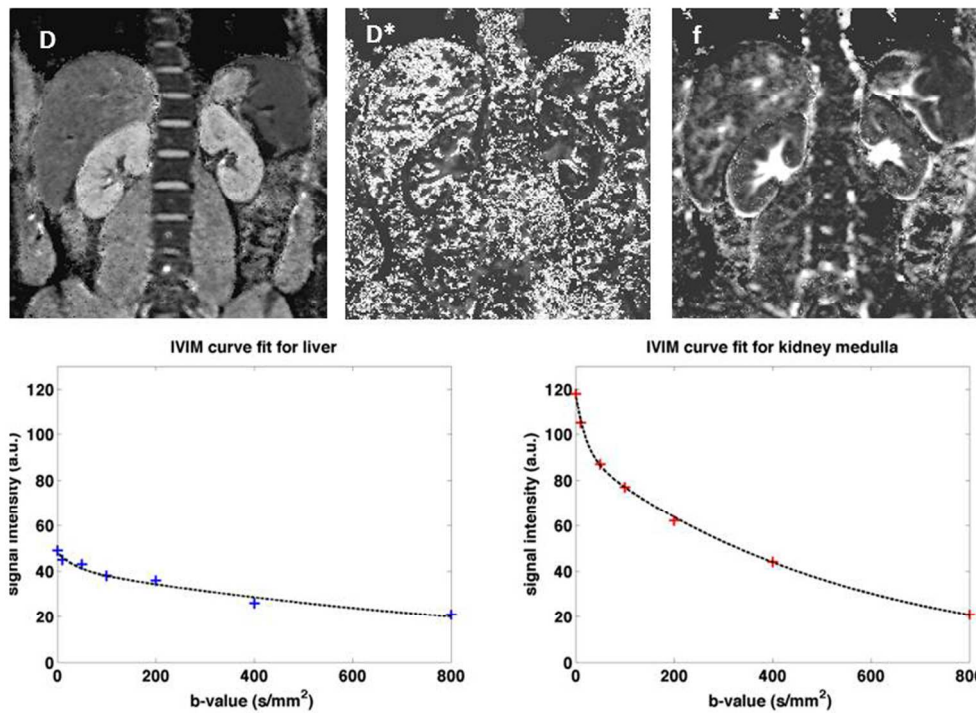 D
D*
f
IVIM curve fit for liver
120
100
80
60
40
20
0
signal intensity (a.u.)
0
200
400
600
800
b-value (s/mm²)
IVIM curve fit for kidney medulla
120
100
80
60
40
20
0
signal intensity (a.u.)
0
200
400
600
800
b-value (s/mm²)